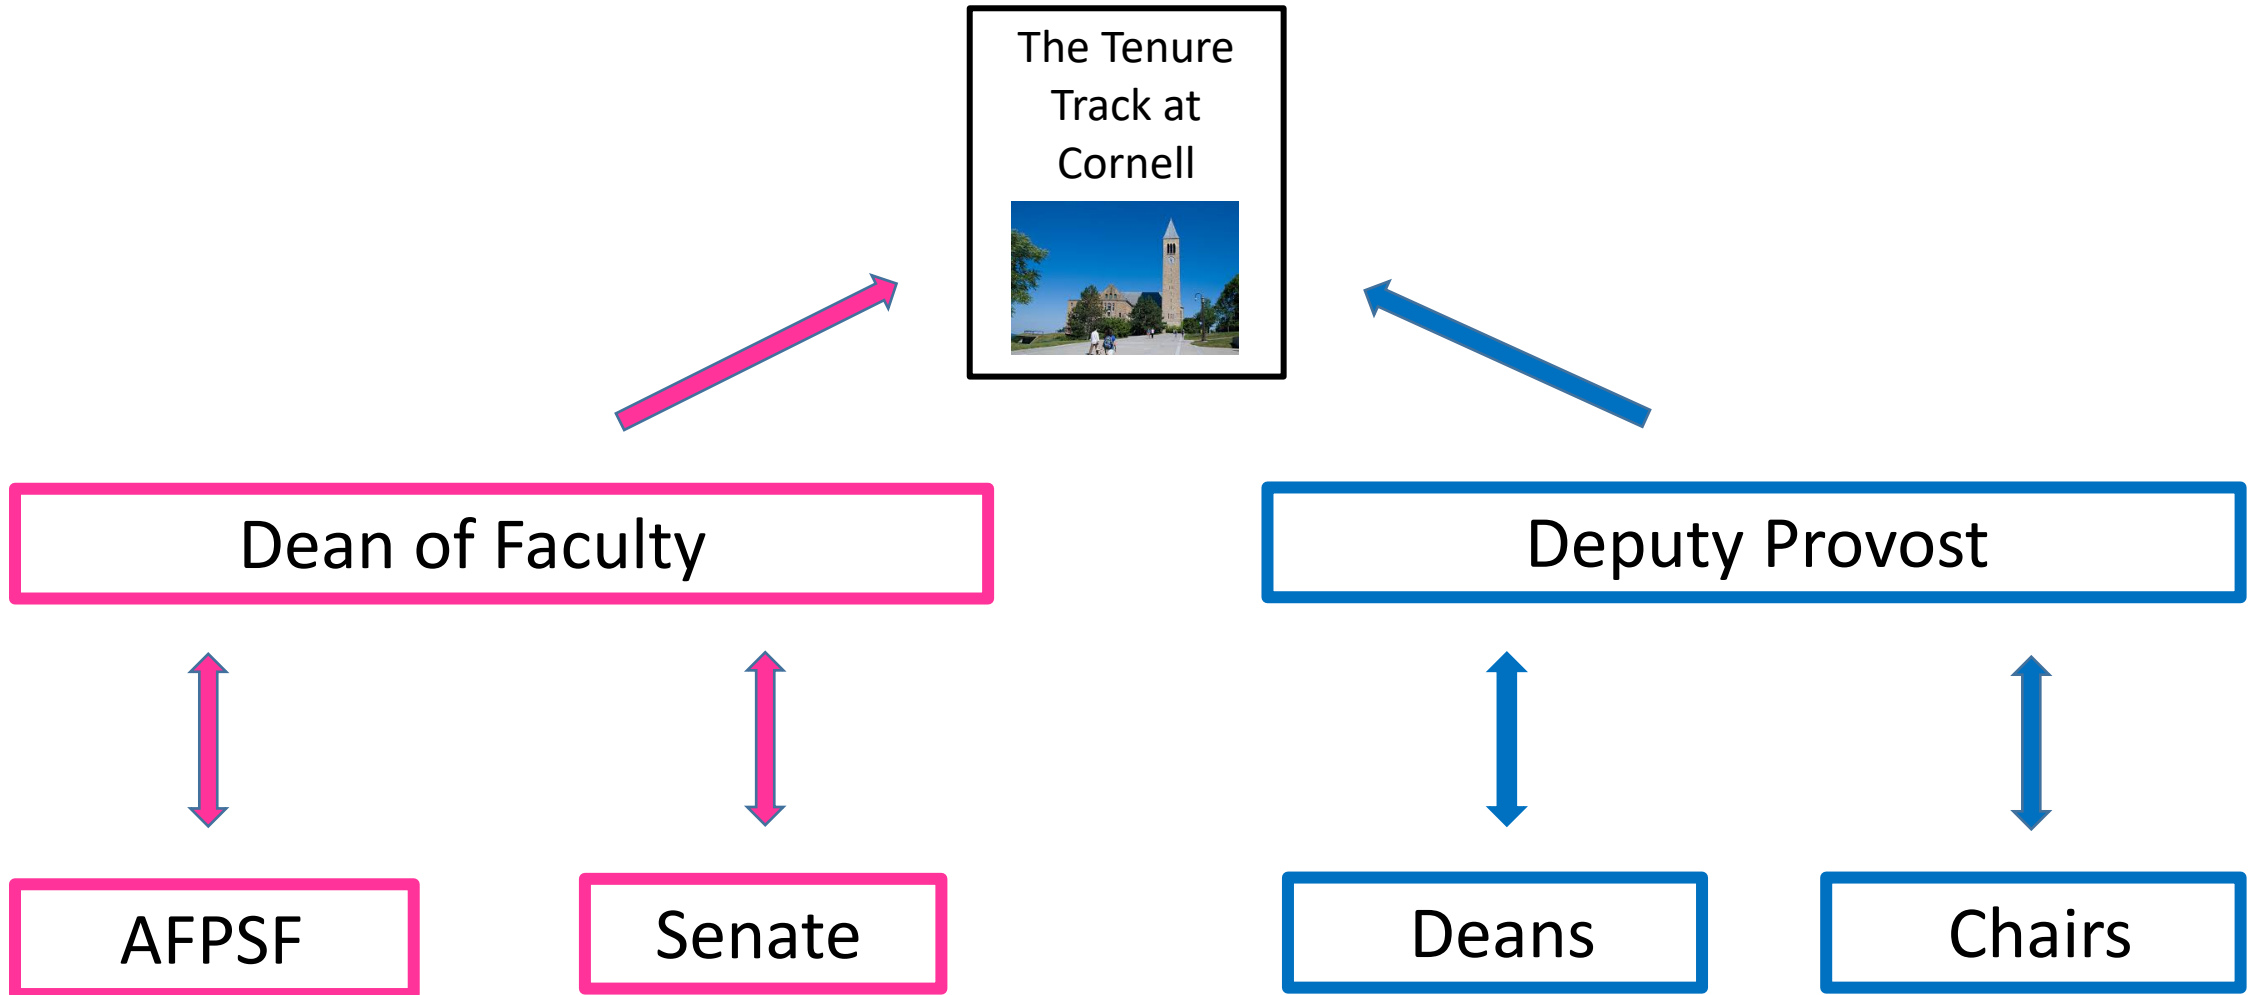 The Tenure
Track at
Cornell
Dean of Faculty
Deputy Provost
AFPSF
Senate
Deans
Chairs